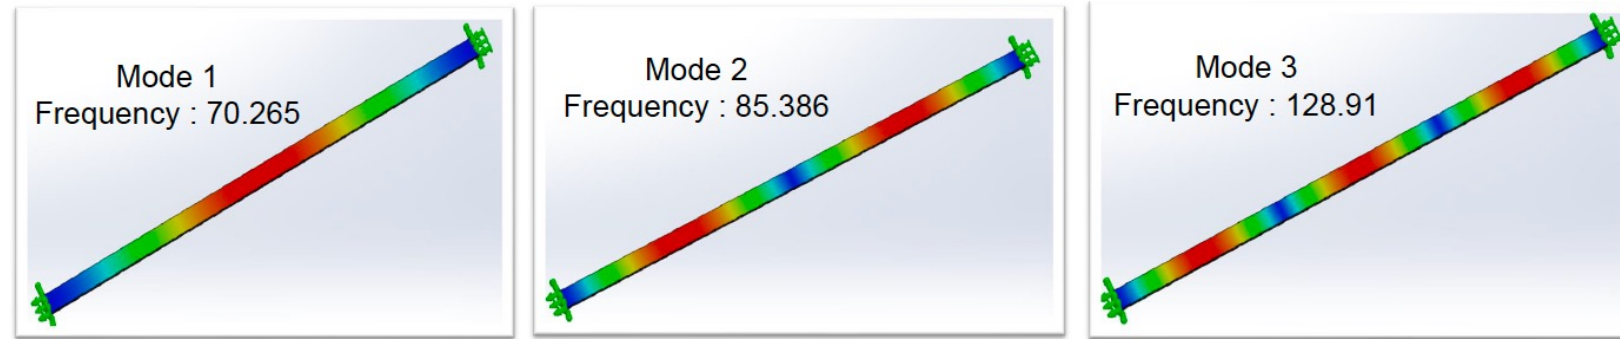 Mode 1
Frequency : 70.265
Mode 2
Frequency : 85.386
Mode 3
Frequency : 128.91